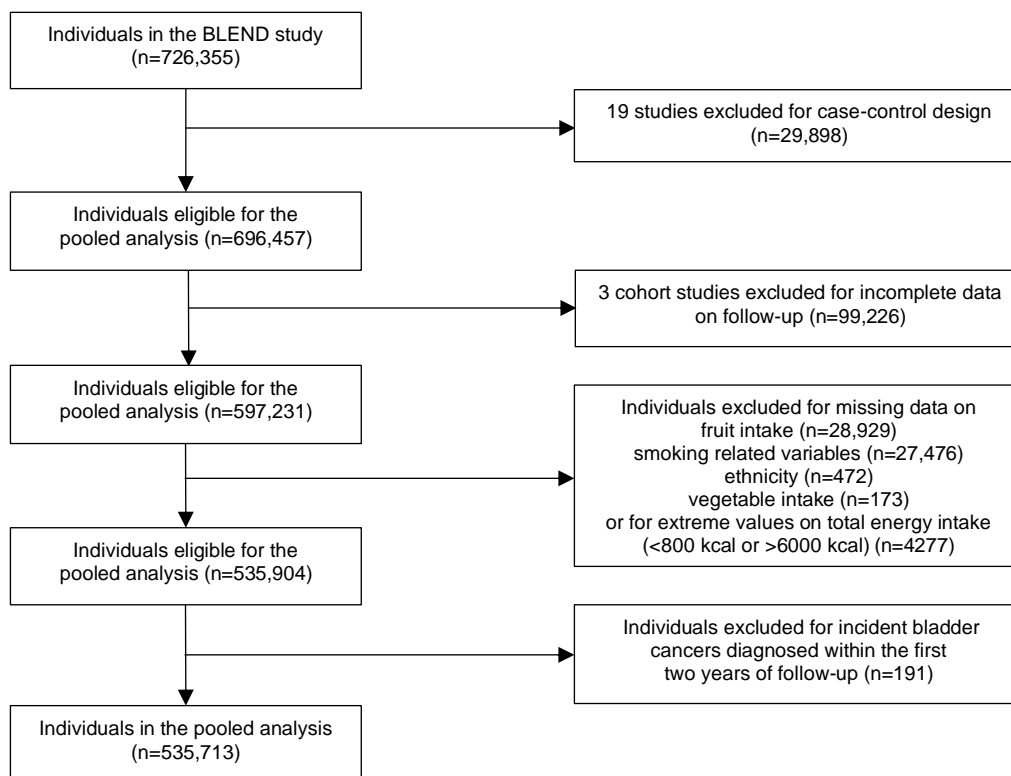 Individuals in the BLEND study
(n=726,355)
19 studies excluded for case-control design
(n=29,898)
Individuals eligible for the
pooled analysis (n=696,457)
3 cohort studies excluded for incomplete data
on follow-up (n=99,226)
Individuals eligible for the
pooled analysis (n=597,231)
Individuals excluded for missing data on
fruit intake (n=28,929)
smoking related variables (n=27,476)
ethnicity (n=472)
vegetable intake (n=173)
or for extreme values on total energy intake
(<800 kcal or >6000 kcal) (n=4277)
Individuals eligible for the
pooled analysis (n=535,904)
Individuals excluded for incident bladder
cancers diagnosed within the first
two years of follow-up (n=191)
Individuals in the pooled analysis
(n=535,713)